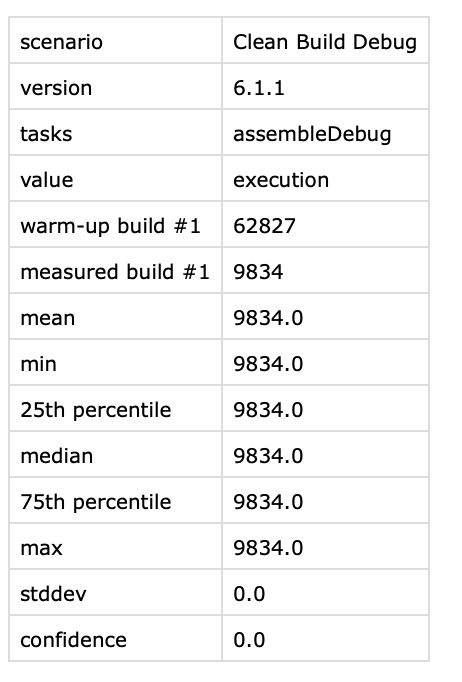 scenario Clean Build Debug
version 6.1.1
tasks assembleDebug
value execution
warm-up build #1 62827
measured build #1 9834
mean 9834.0
min 9834.0
25th percentile 9834.0
median 9834.0
75th percentile 9834.0
max 9834.0
stddev 0.0
confidence 0.0